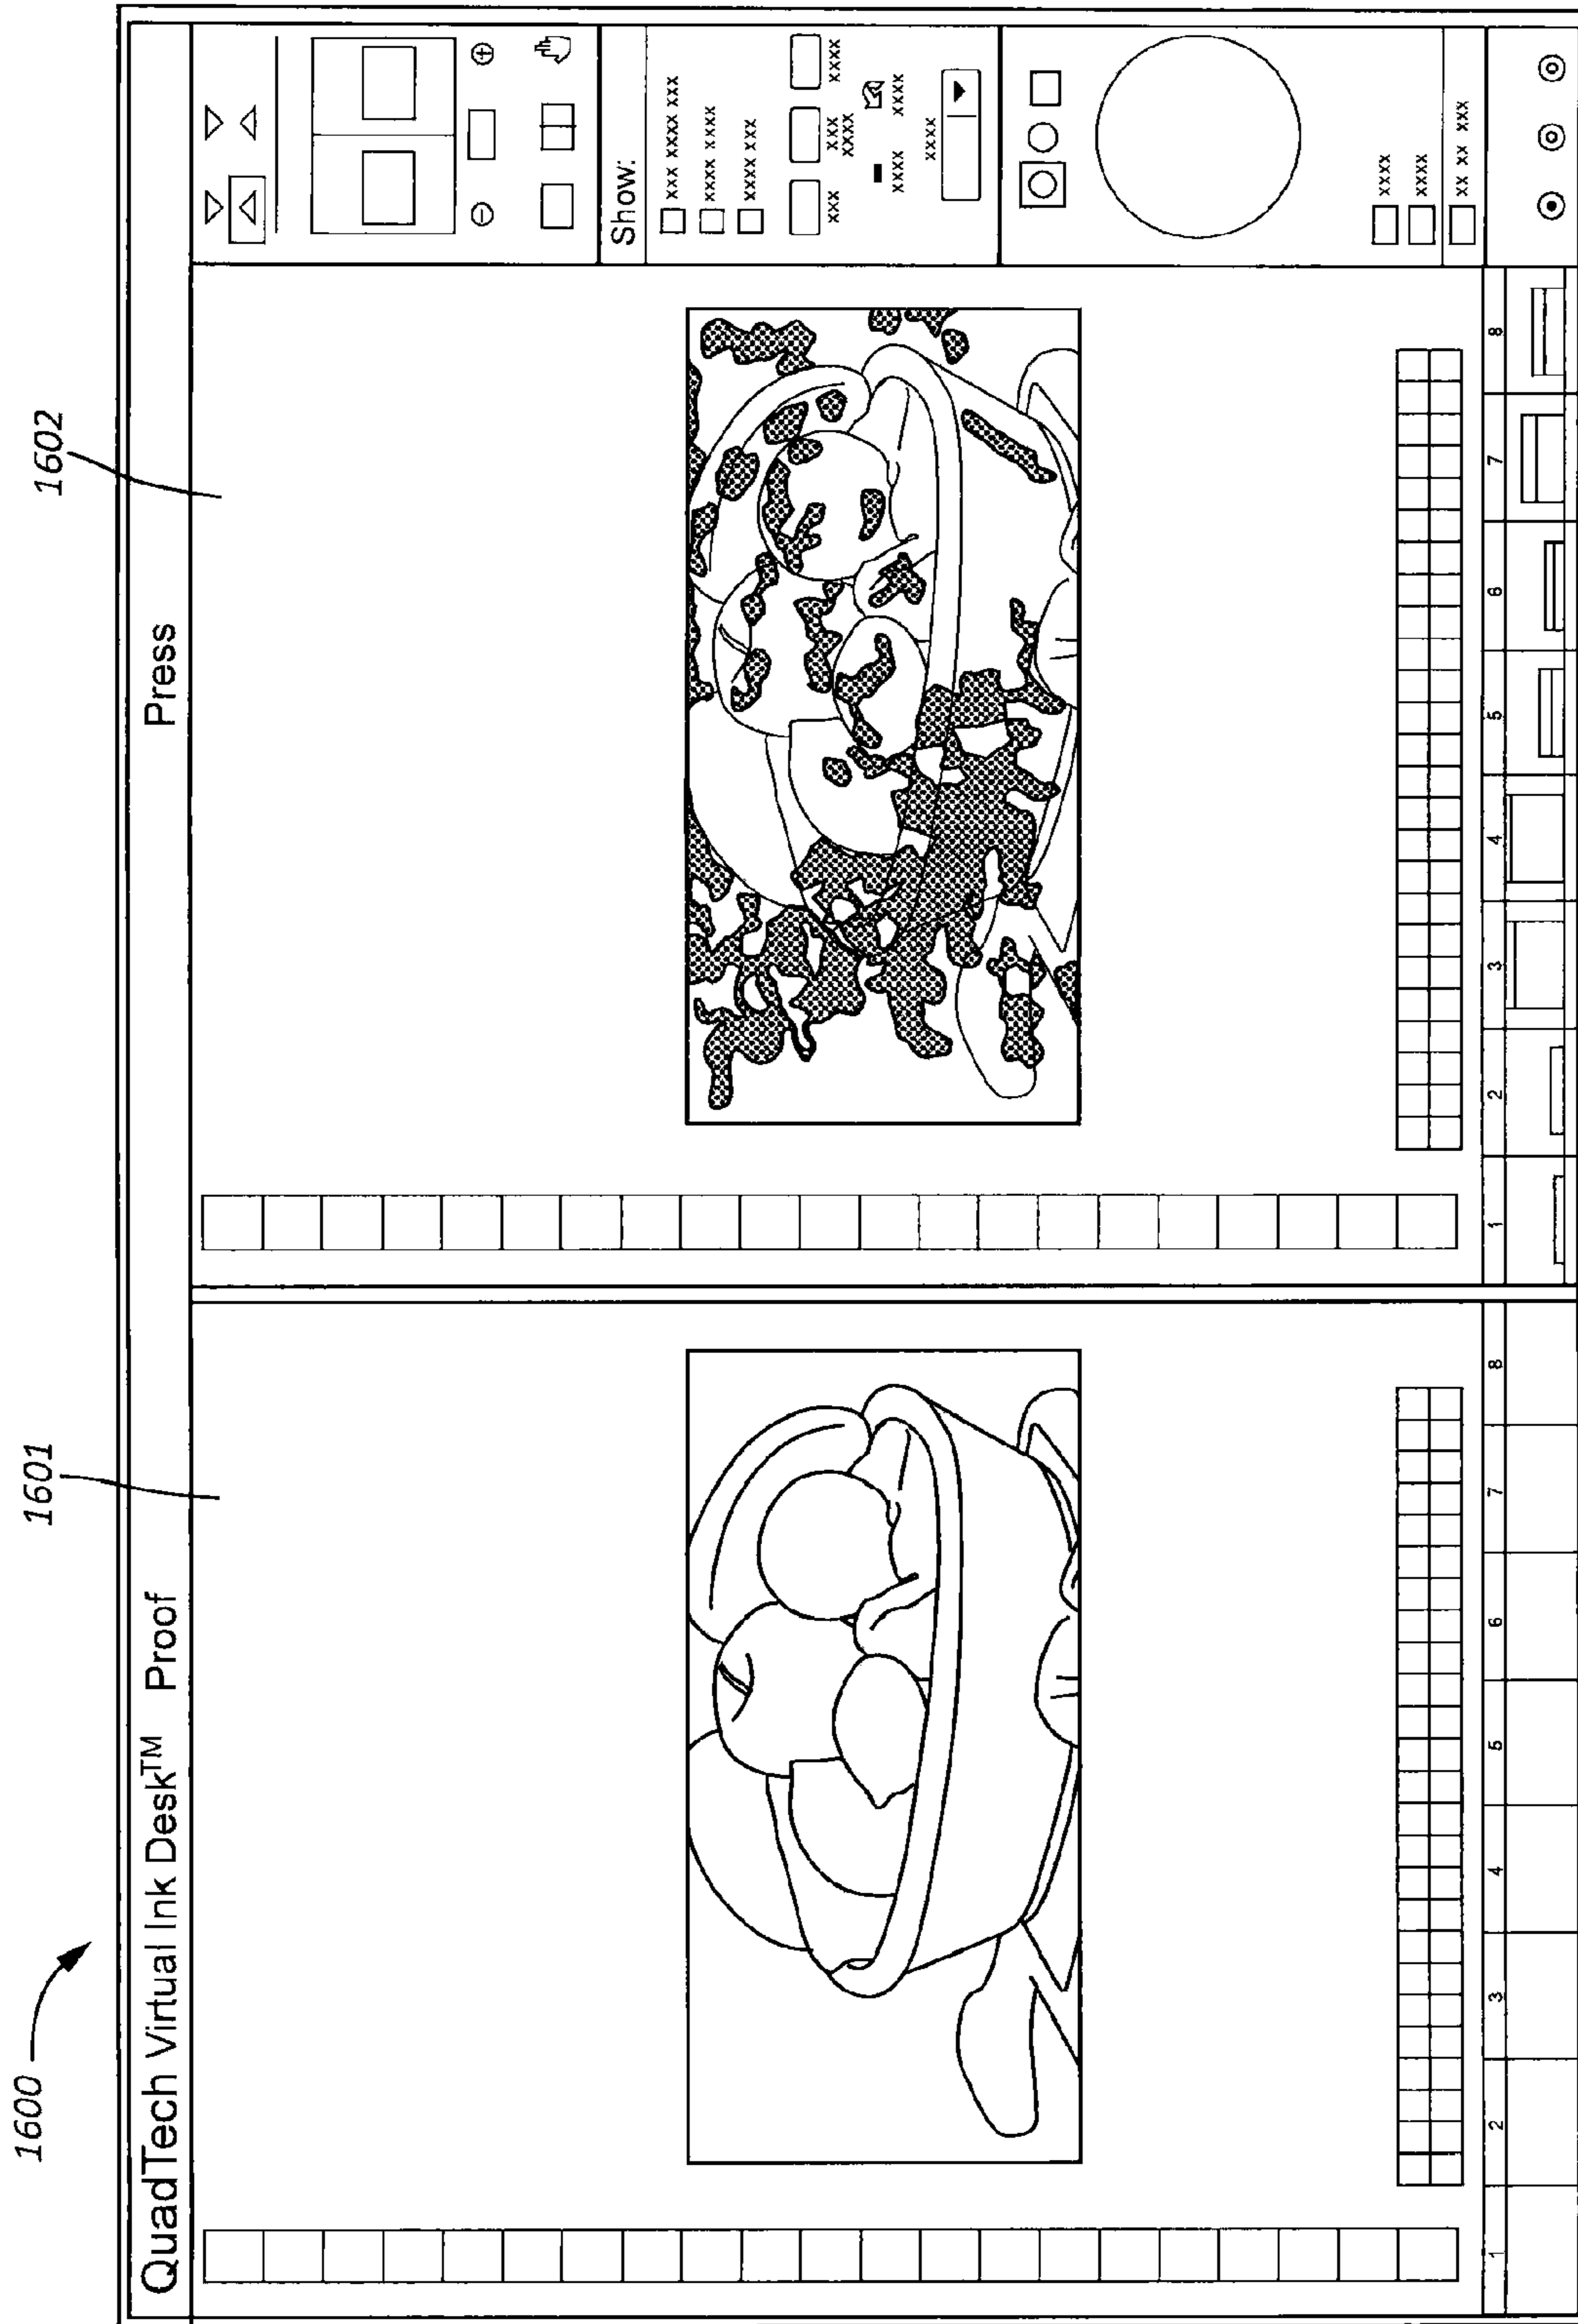 1600
1601
1602
QuadTech Virtual Ink Desk™ Proof
Press
Show:
xxx xxxx xxx
xxxx xxxx
xxxx xxx
xxx
xxx
xxxx
xxxx
xxxx
xxxx
xxxx
xxxx
xxxx
xx xx xxx
1 2 3 4 5 6 7 8
1 2 3 4 5 6 7 8